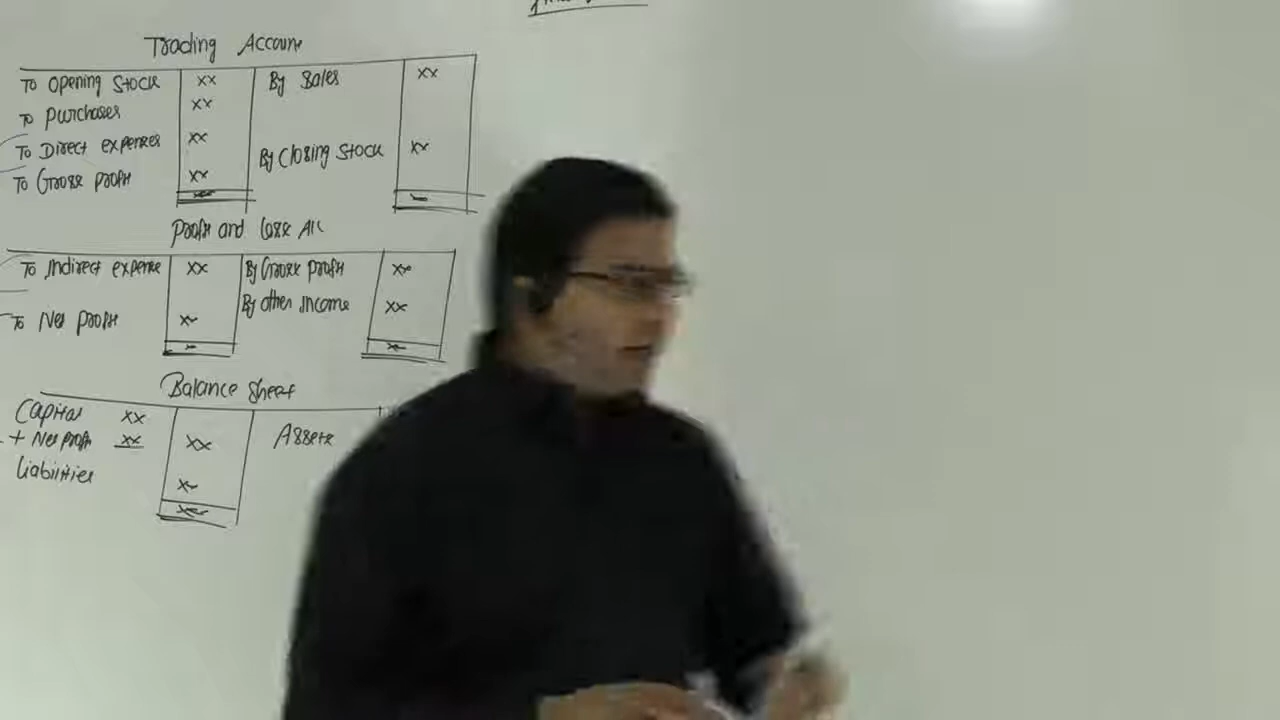 Trading Account
To Opening Stock xx By Sales xx
To Purchases xx
To Direct expenses xx By Closing Stock xx
To Gross profit xx
Profit and Loss A/c
To Indirect expense xx By Gross profit xx
By other Income xx
To Net profit xx
Balance Sheet
Capital xx
+ Net profit xx xx Assets
Liabilities xx